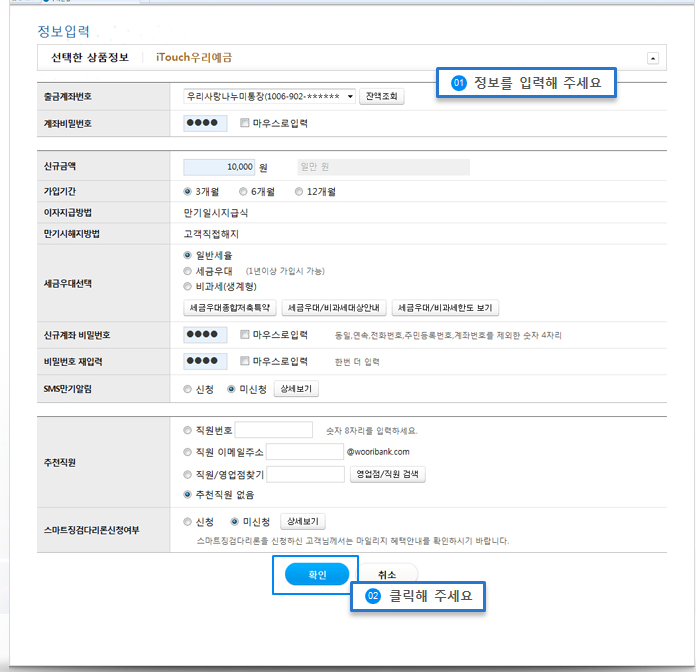 정보입력
선택한 상품정보 iTouch우리예금
01 정보를 입력해 주세요
출금계좌번호 우리사랑나누미통장(1006-902-****** 잔액조회
계좌비밀번호 ●●●● 마우스로입력
신규금액 10,000 원 일만 원
가입기간 3개월 6개월 12개월
이자지급방법 만기일시지급식
만기시해지방법 고객직접해지
세금우대선택 일반세율
세금우대 (1년이상 가입시 가능)
비과세(생계형)
세금우대종합저축특약 세금우대/비과세대상안내 세금우대/비과세한도 보기
신규계좌 비밀번호 ●●●● 마우스로입력 동일,연속,전화번호,주민등록번호,계좌번호를 제외한 숫자 4자리
비밀번호 재입력 ●●●● 마우스로입력 한번 더 입력
SMS만기알림 신청 미신청 상세보기
추천직원 직원번호 숫자 8자리를 입력하세요.
직원 이메일주소 @wooribank.com
직원/영업점찾기 영업점/직원 검색
추천직원 없음
스마트징검다리론신청여부 신청 미신청 상세보기
스마트징검다리론을 신청하신 고객님께서는 마일리지 혜택안내를 확인하시기 바랍니다.
확인 취소
02 클릭해 주세요